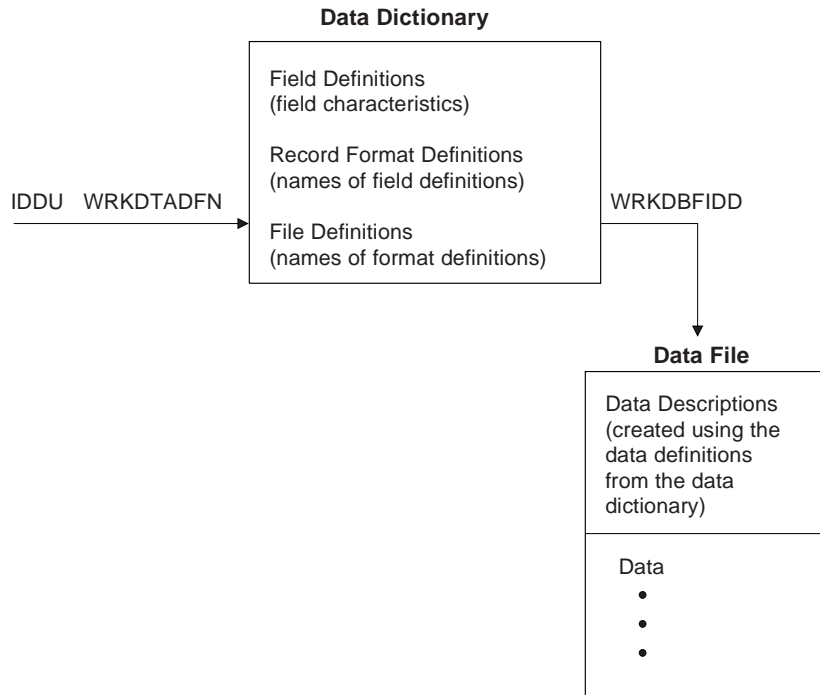 Data Dictionary
Field Definitions
(field characteristics)
Record Format Definitions
(names of field definitions)
IDDU WRKDTADFN
WRKDBFIDD
File Definitions
(names of format definitions)
Data File
Data Descriptions
(created using the
data definitions
from the data
dictionary)
Data